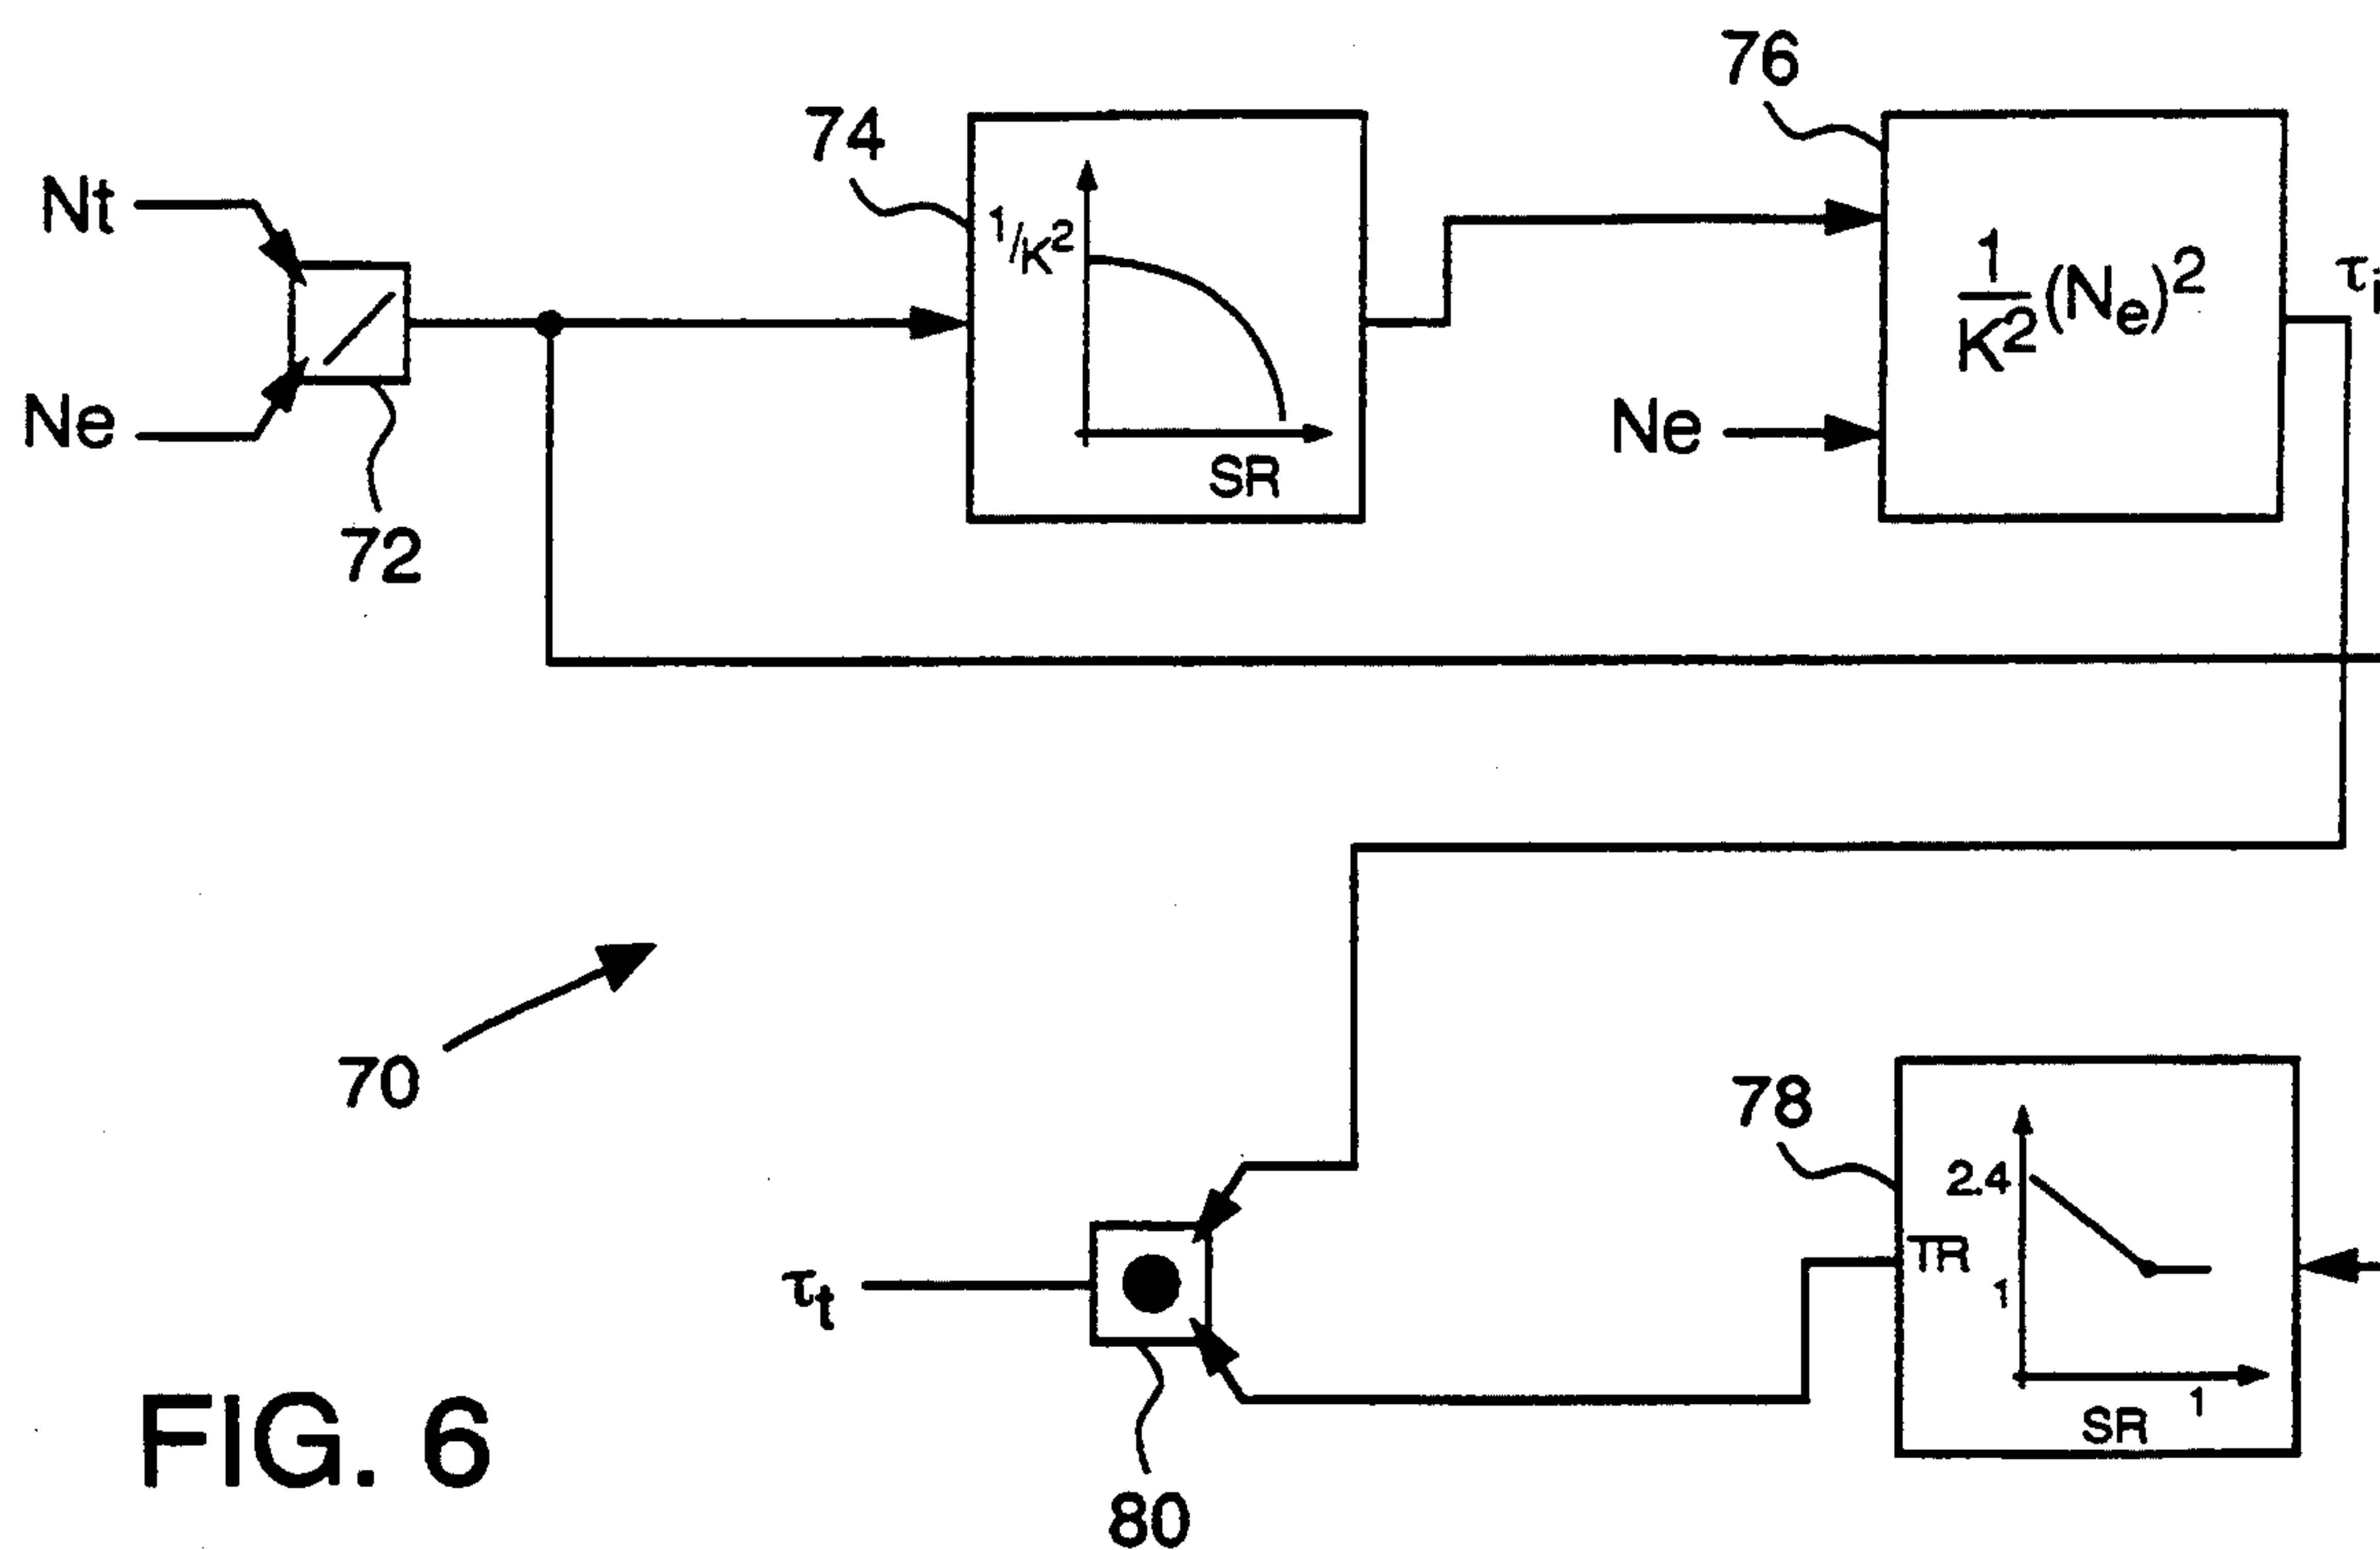 76
74
Nt
1/K²
1/K² (Ne)²
τi
Ne
Ne
SR
72
70
78
2.4
TR
1
τt
1
SR
FIG. 6
80